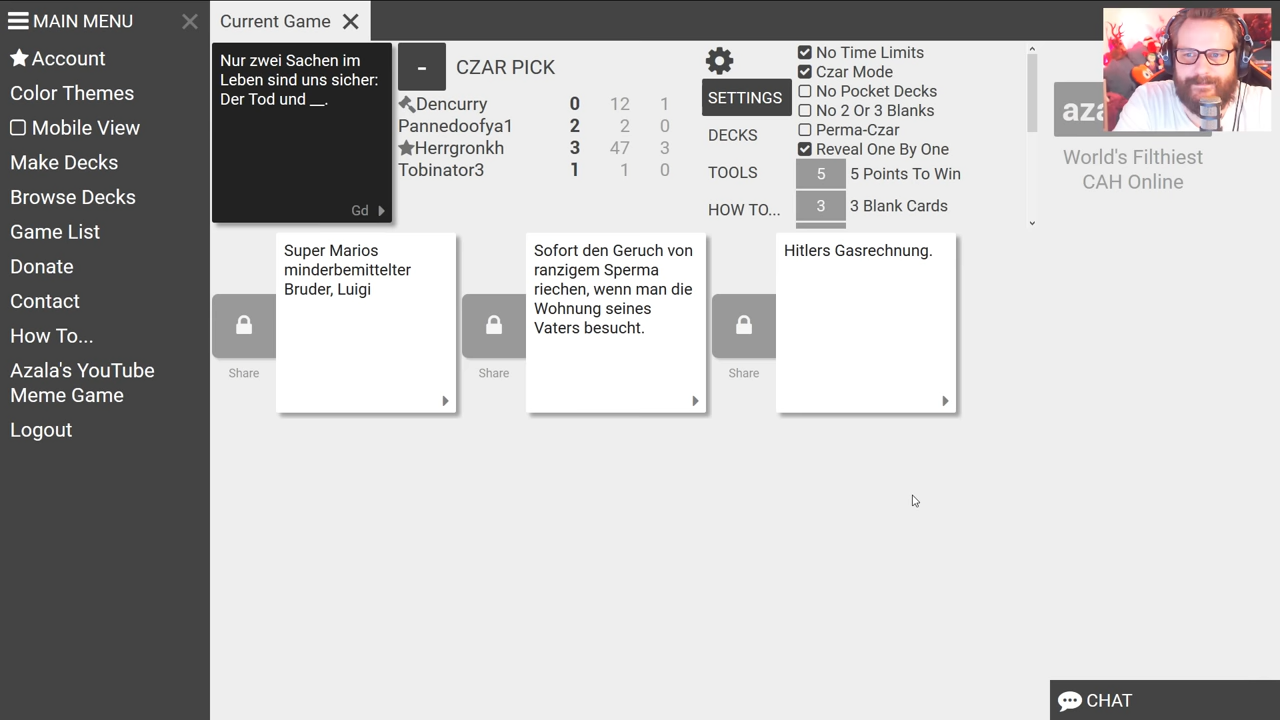 MAIN MENU
Account
Color Themes
Mobile View
Make Decks
Browse Decks
Game List
Donate
Contact
How To...
Azala's YouTube
Meme Game
Logout
Current Game
Nur zwei Sachen im
Leben sind uns sicher:
Der Tod und __.
Gd
-
CZAR PICK
Dencurry 0 12 1
Pannedoofya1 2 2 0
Herrgronkh 3 47 3
Tobinator3 1 1 0
SETTINGS
DECKS
TOOLS
HOW TO...
No Time Limits
Czar Mode
No Pocket Decks
No 2 Or 3 Blanks
Perma-Czar
Reveal One By One
5 5 Points To Win
3 3 Blank Cards
aza
World's Filthiest
CAH Online
Share
Super Marios
minderbemittelter
Bruder, Luigi
Share
Sofort den Geruch von
ranzigem Sperma
riechen, wenn man die
Wohnung seines
Vaters besucht.
Share
Hitlers Gasrechnung.
CHAT